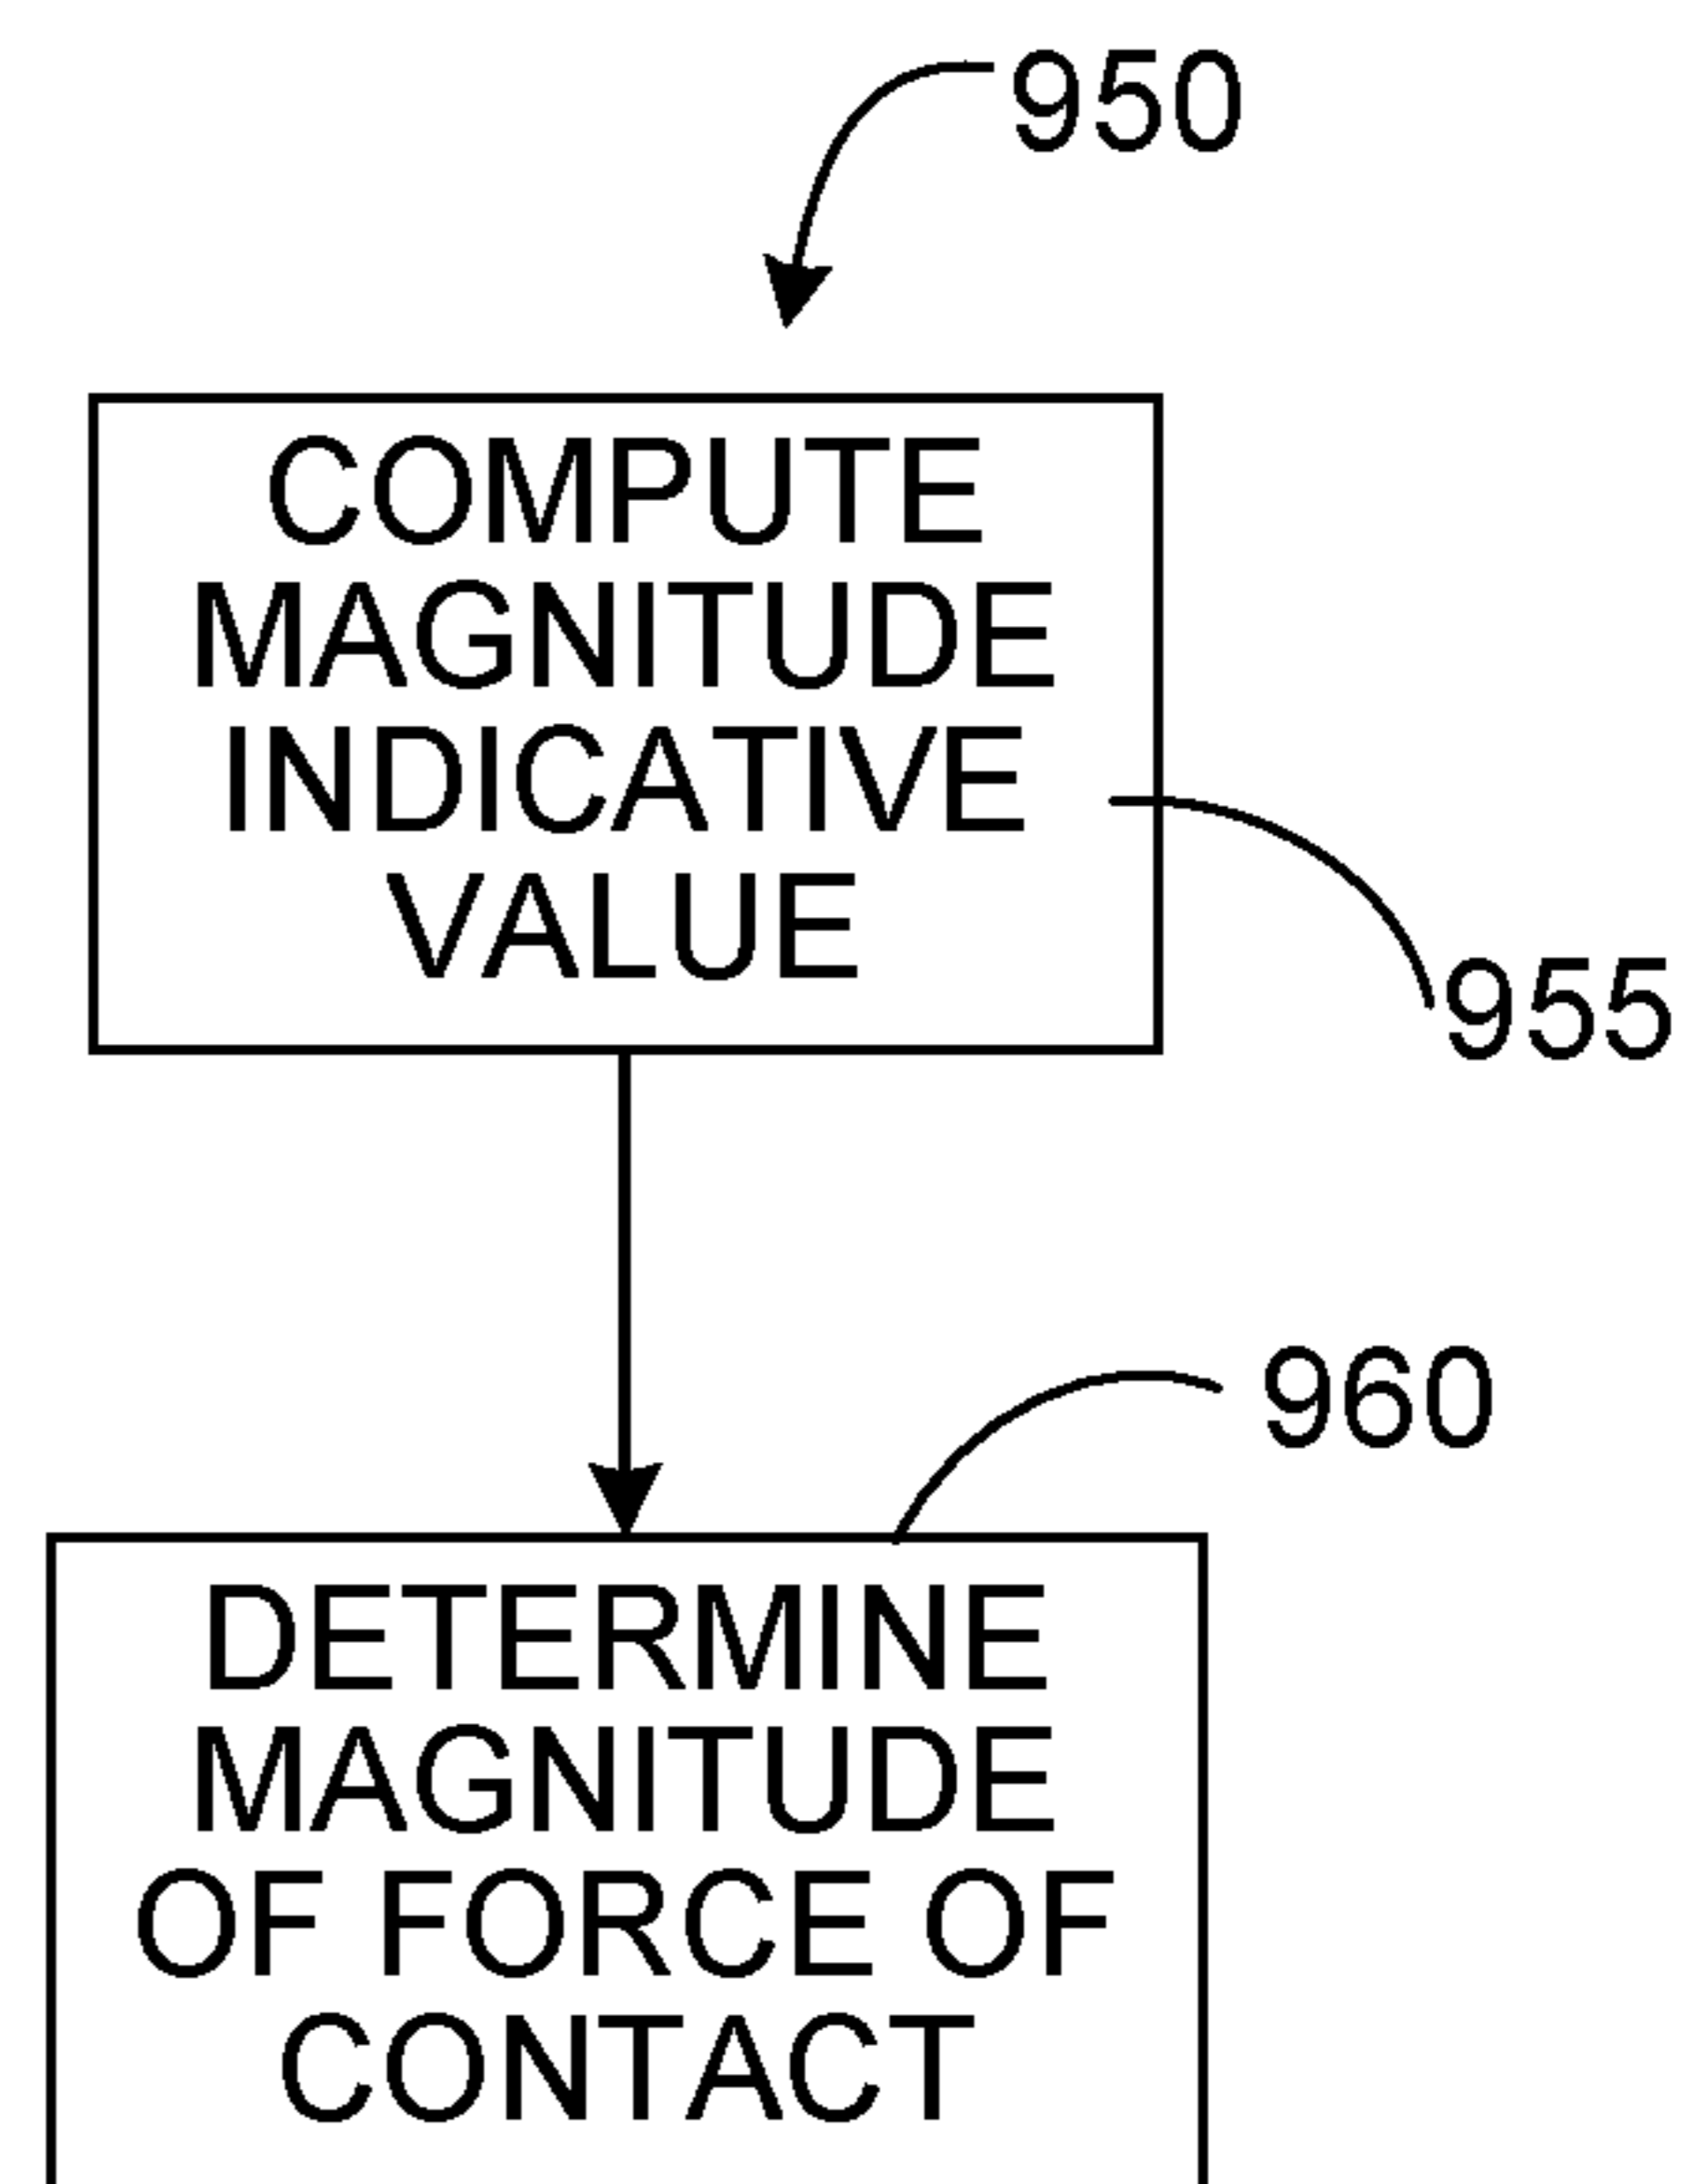 950
COMPUTE
MAGNITUDE
INDICATIVE
VALUE
955
960
DETERMINE
MAGNITUDE
OF FORCE OF
CONTACT